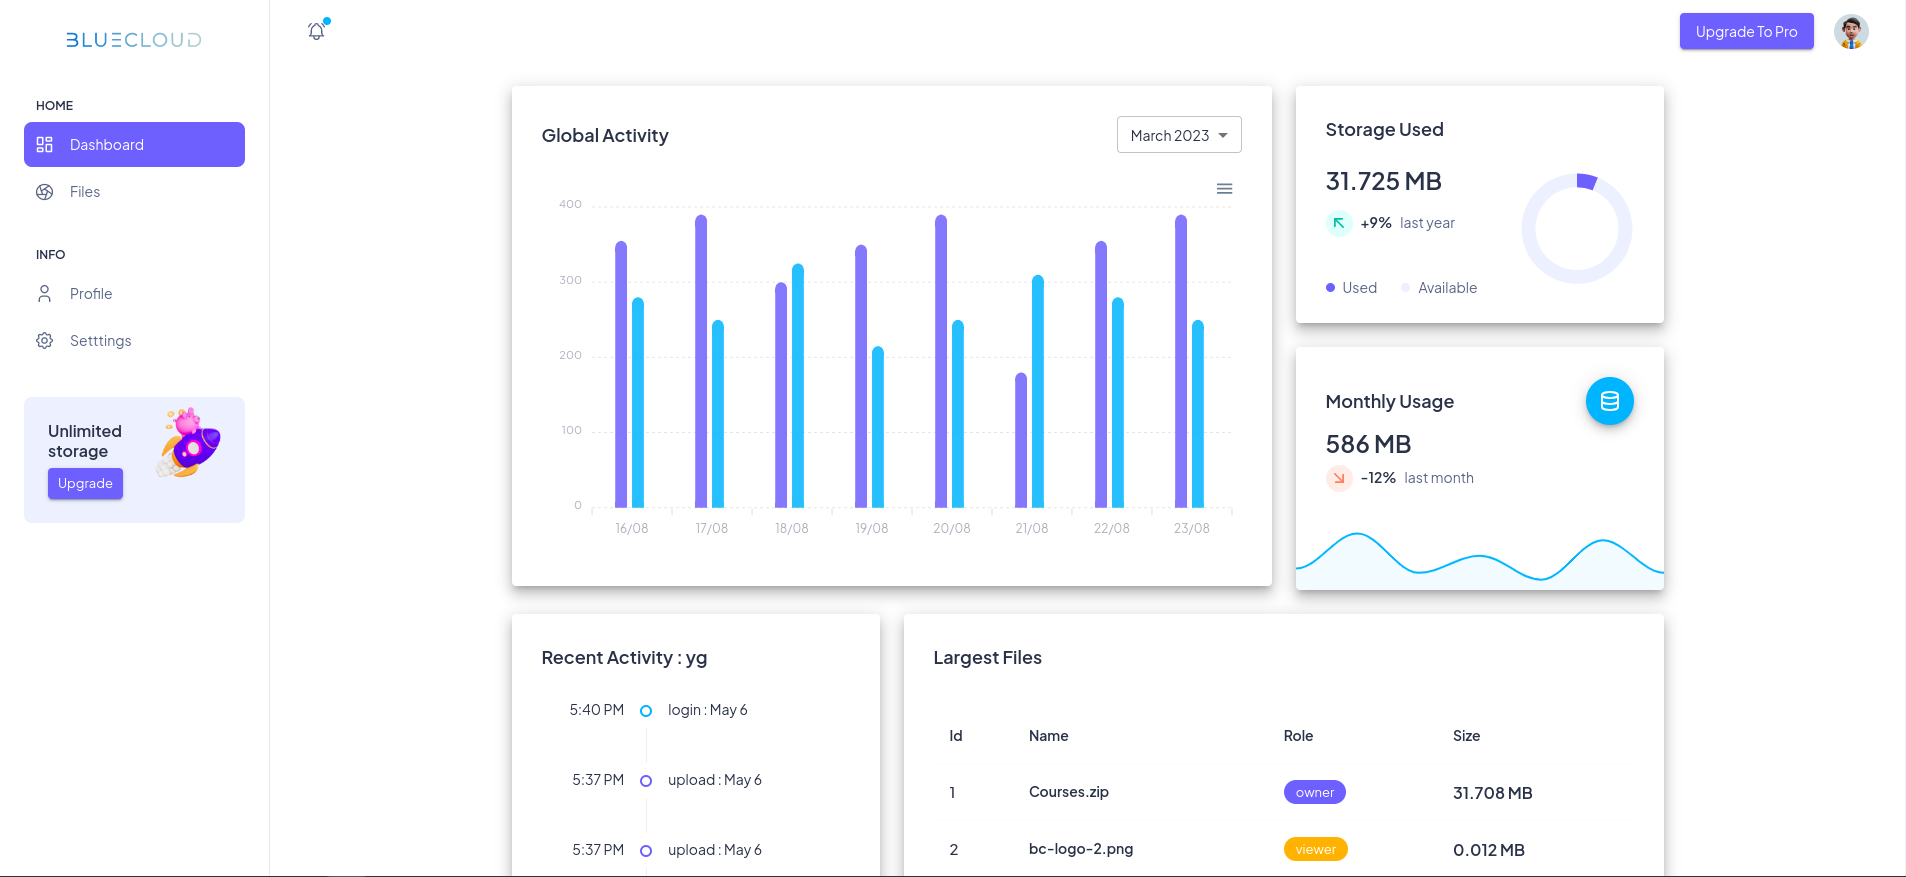 BLUECLOUD
Upgrade To Pro
HOME
Dashboard
Files
INFO
Profile
Setttings
Unlimited
storage
Upgrade
Global Activity
March 2023
400
300
200
100
0
16/08 17/08 18/08 19/08 20/08 21/08 22/08 23/08
Storage Used
31.725 MB
+9% last year
Used Available
Monthly Usage
586 MB
-12% last month
Recent Activity : yg
5:40 PM login : May 6
5:37 PM upload : May 6
5:37 PM upload : May 6
Largest Files
Id Name Role Size
1 Courses.zip owner 31.708 MB
2 bc-logo-2.png viewer 0.012 MB